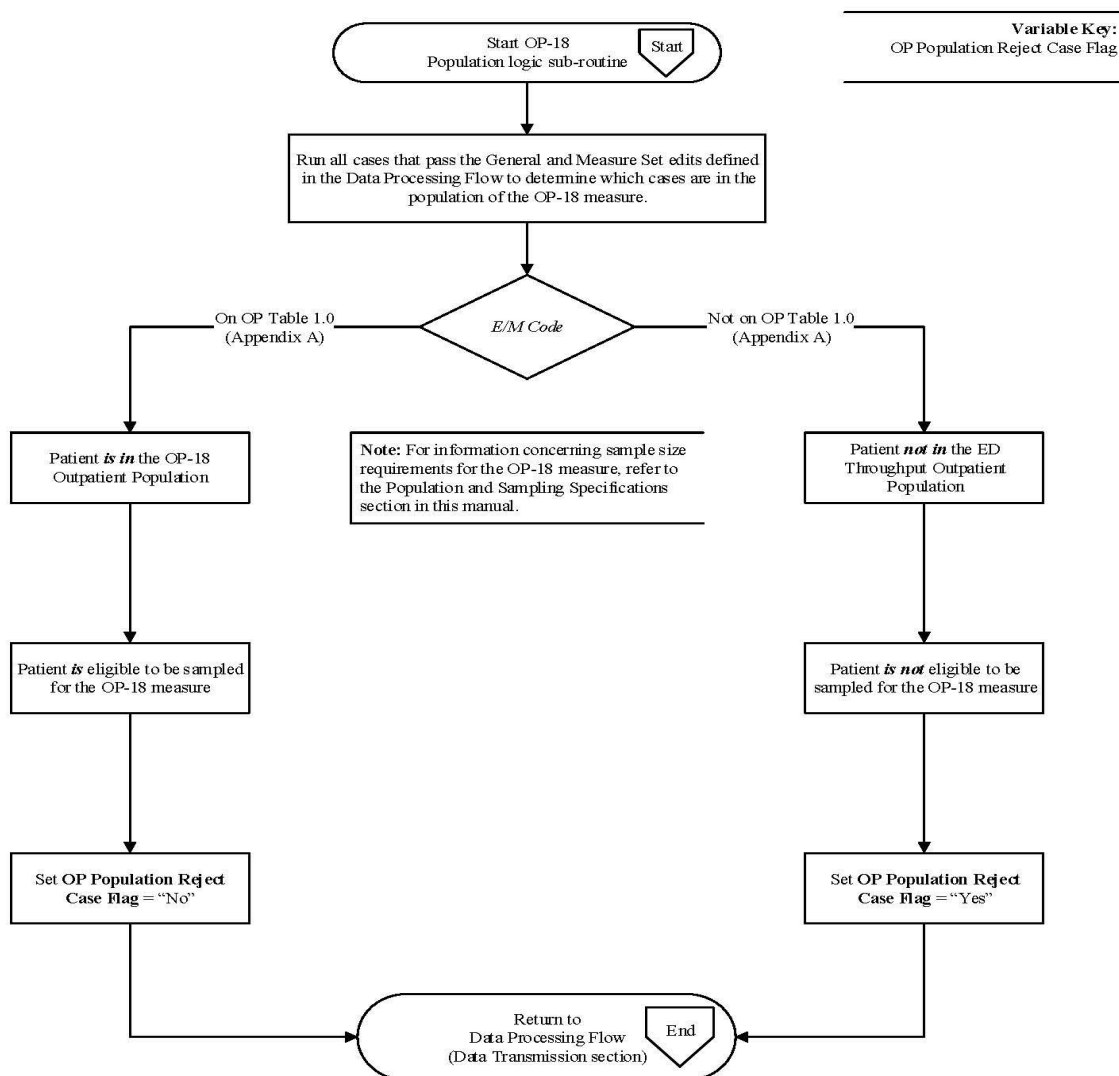 Start OP-18
Population logic sub-routine
Start
Variable Key:
OP Population Reject Case Flag
Run all cases that pass the General and Measure Set edits defined
in the Data Processing Flow to determine which cases are in the
population of the OP-18 measure.
On OP Table 1.0
(Appendix A)
E/M Code
Not on OP Table 1.0
(Appendix A)
Patient is in the OP-18
Outpatient Population
Note: For information concerning sample size
requirements for the OP-18 measure, refer to
the Population and Sampling Specifications
section in this manual.
Patient not in the ED
Throughput Outpatient
Population
Patient is eligible to be sampled
for the OP-18 measure
Patient is not eligible to be
sampled for the OP-18 measure
Set OP Population Reject
Case Flag = “No”
Set OP Population Reject
Case Flag = “Yes”
Return to
Data Processing Flow
(Data Transmission section)
End